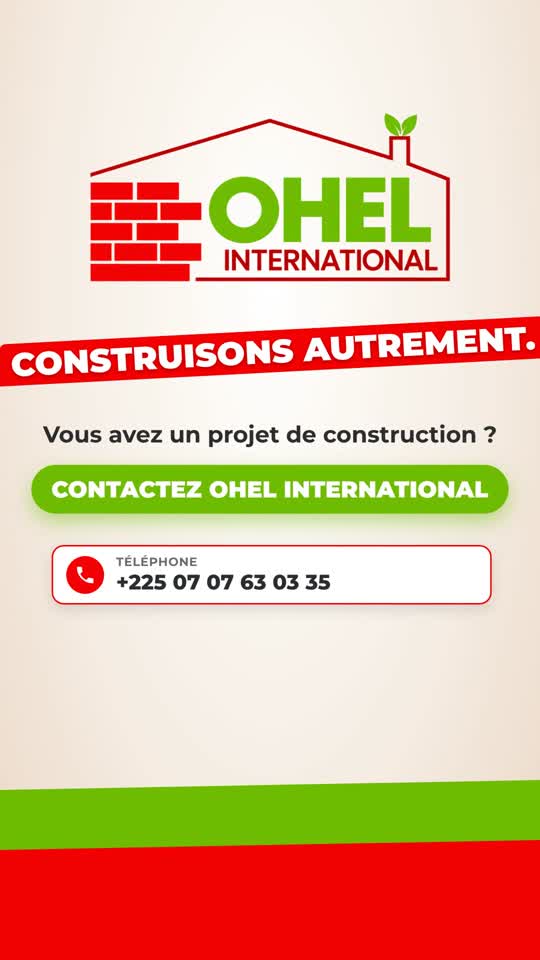 OHEL
INTERNATIONAL
CONSTRUISONS AUTREMENT.
Vous avez un projet de construction ?
CONTACTEZ OHEL INTERNATIONAL
TÉLÉPHONE
+225 07 07 63 03 35